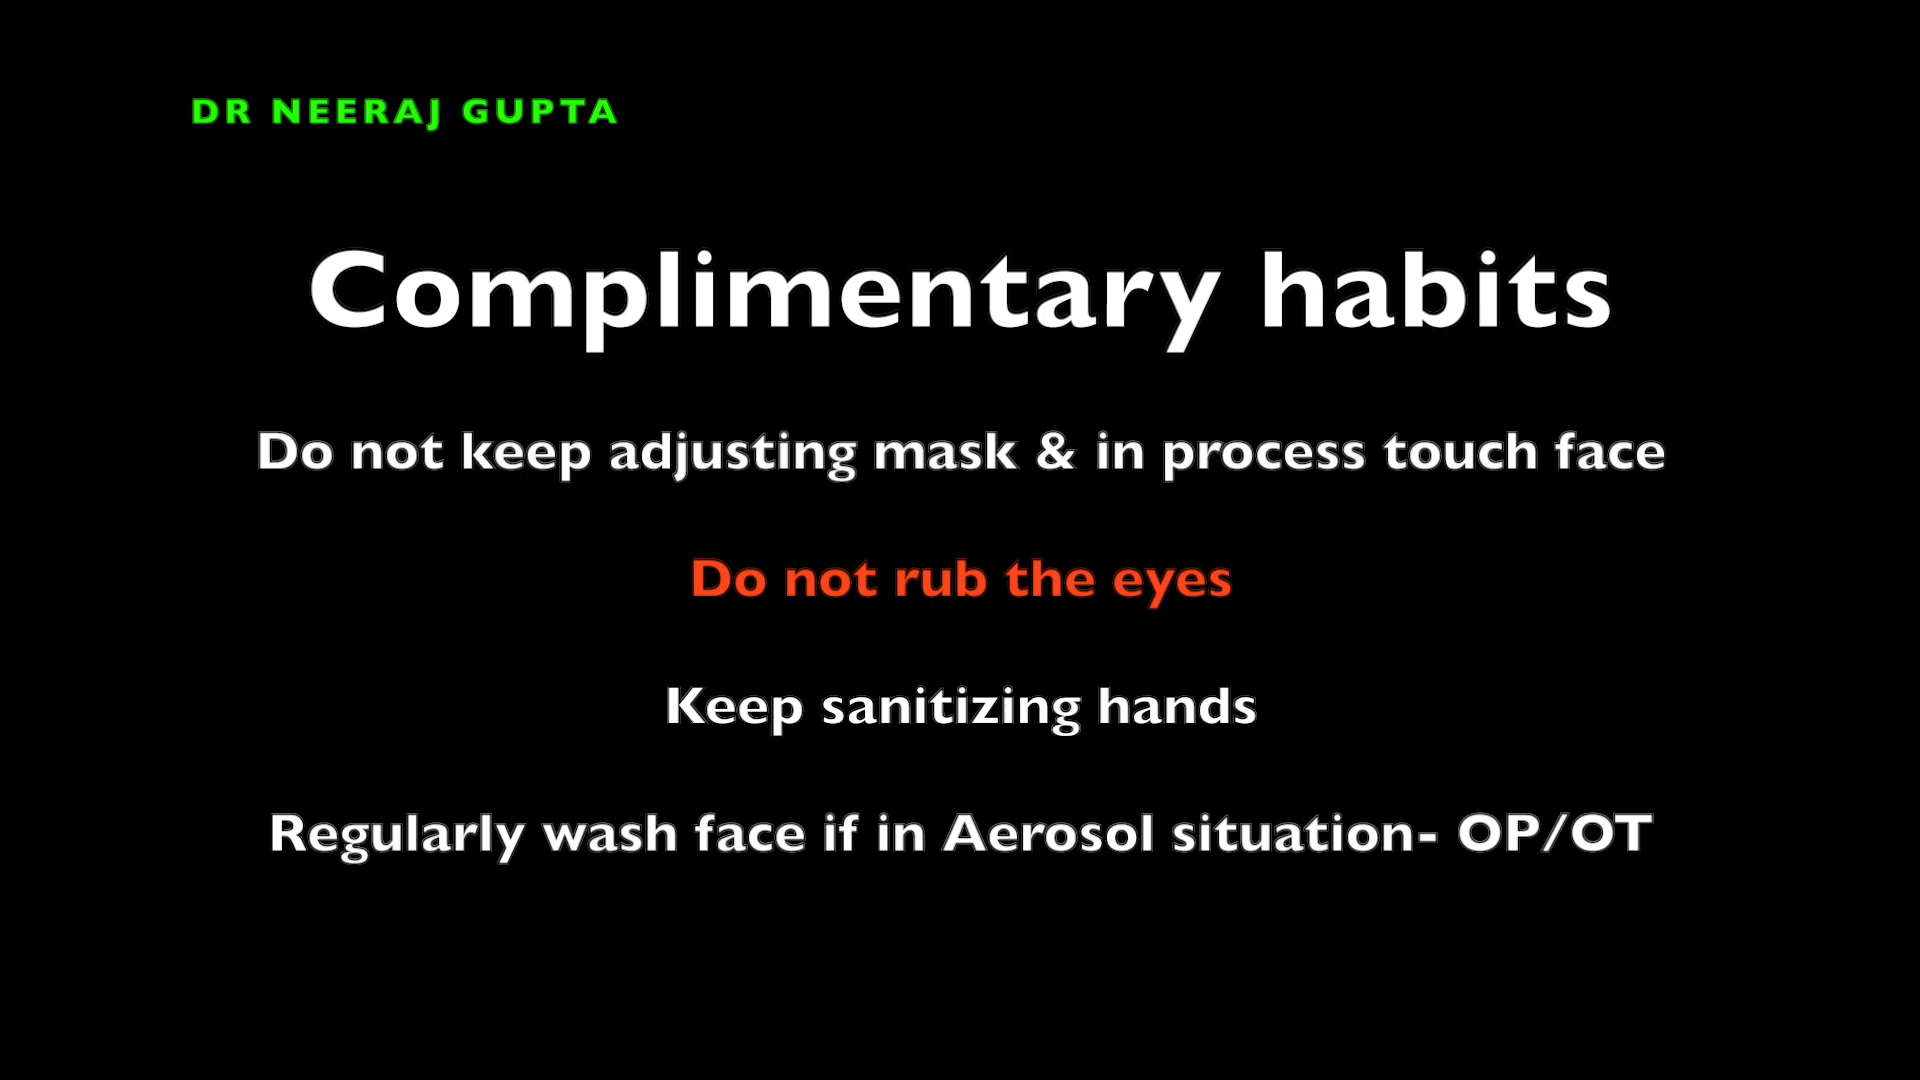 DR NEERAJ GUPTA
Complimentary habits
Do not keep adjusting mask & in process touch face
Do not rub the eyes
Keep sanitizing hands
Regularly wash face if in Aerosol situation- OP/OT